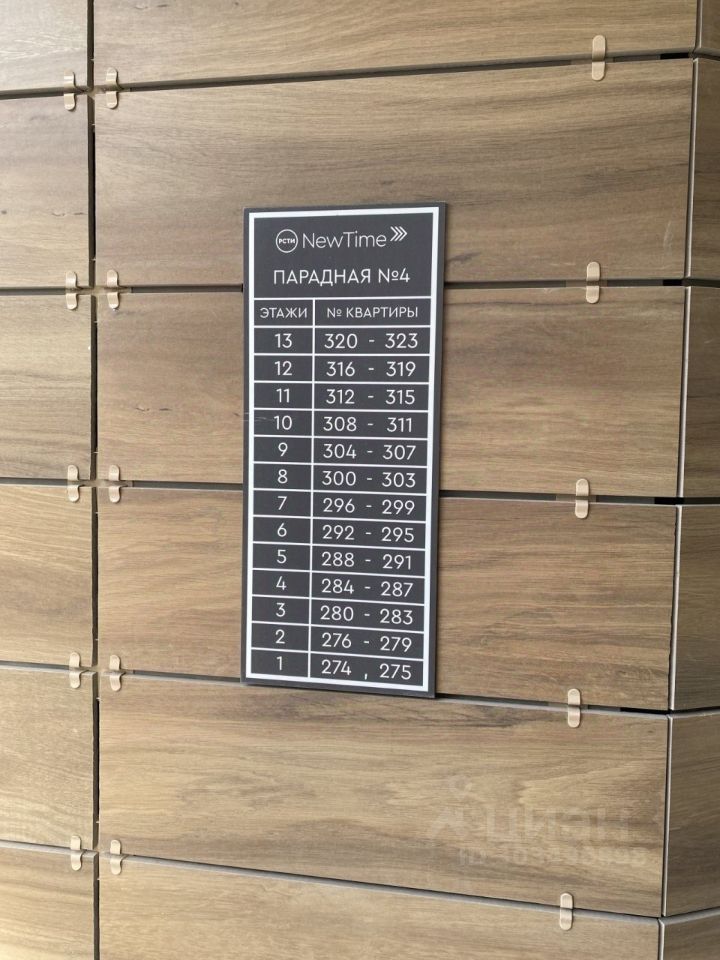 РСТИ NewTime
ПАРАДНАЯ №4
ЭТАЖИ № КВАРТИРЫ
13 320 - 323
12 316 - 319
11 312 - 315
10 308 - 311
9 304 - 307
8 300 - 303
7 296 - 299
6 292 - 295
5 288 - 291
4 284 - 287
3 280 - 283
2 276 - 279
1 274 , 275
циан